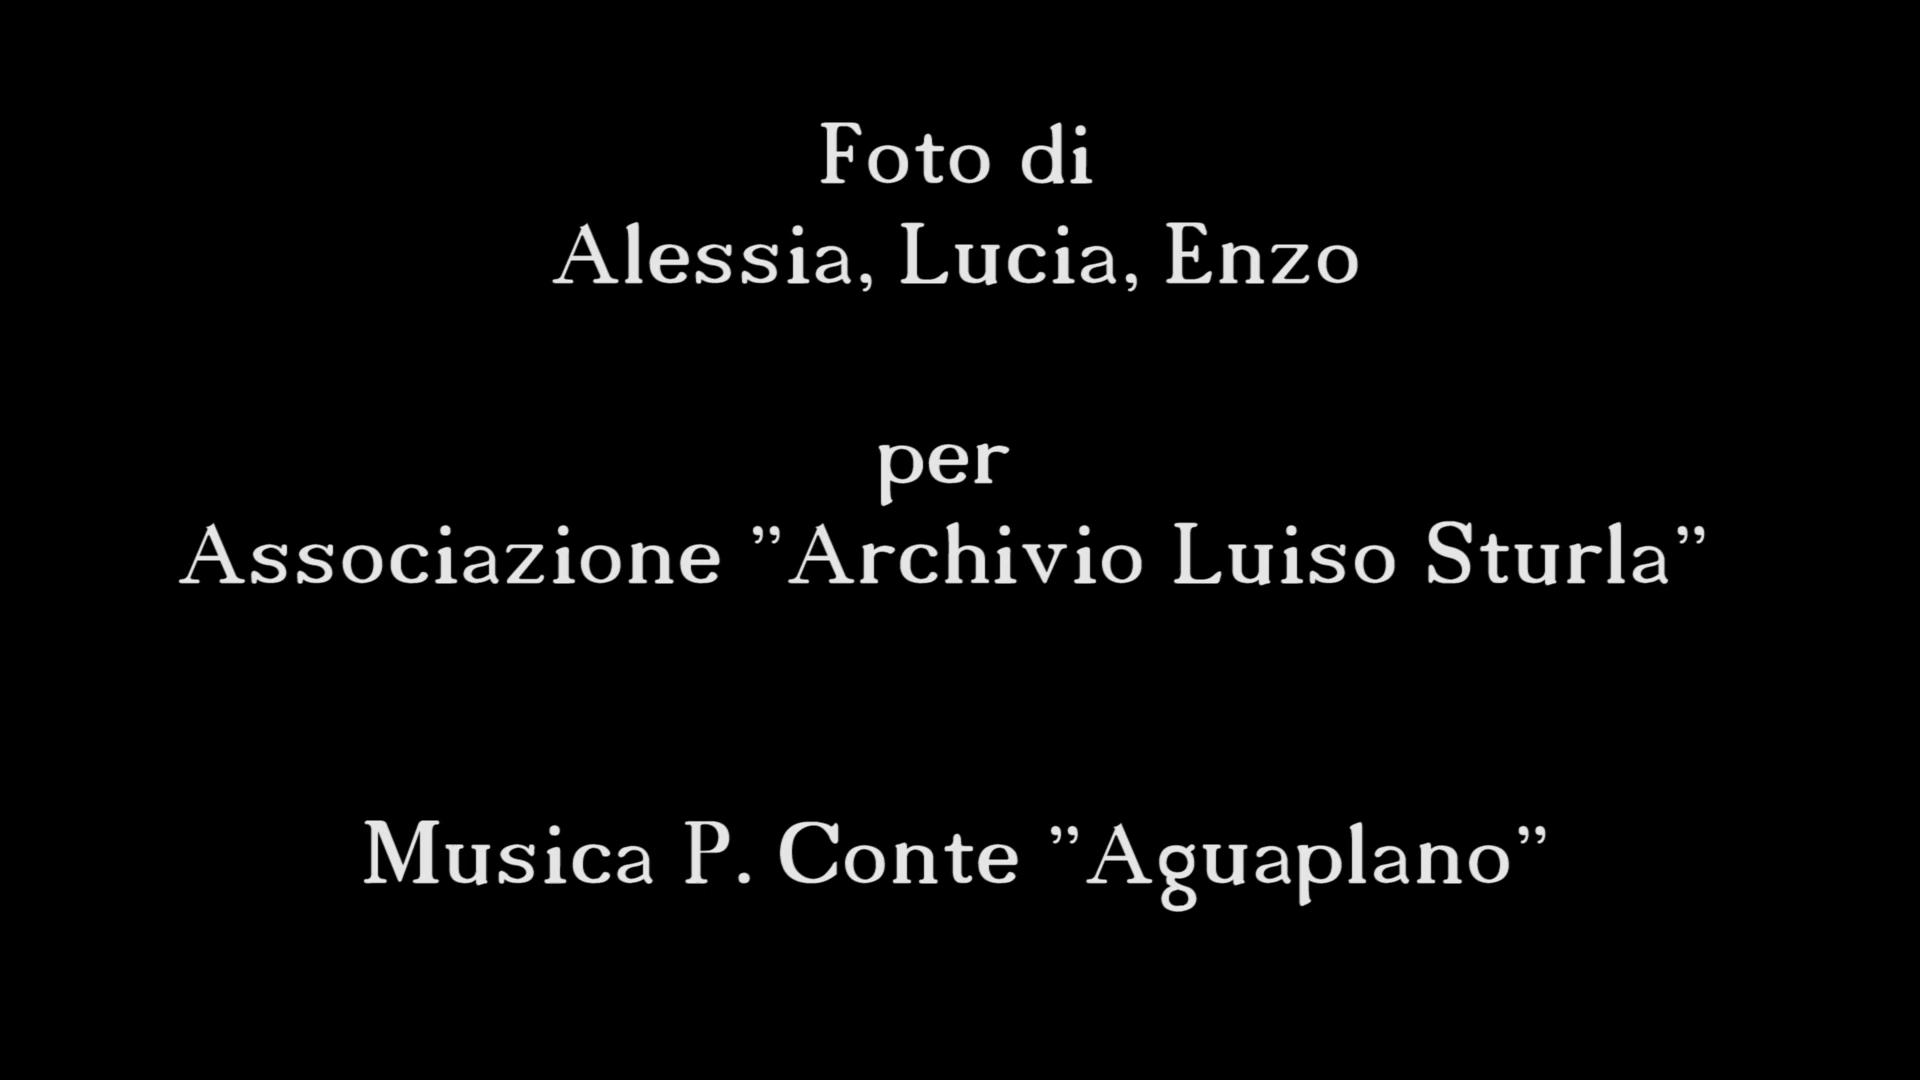 Foto di
Alessia, Lucia, Enzo
per
Associazione ”Archivio Luiso Sturla”
Musica P. Conte ”Aguaplano”